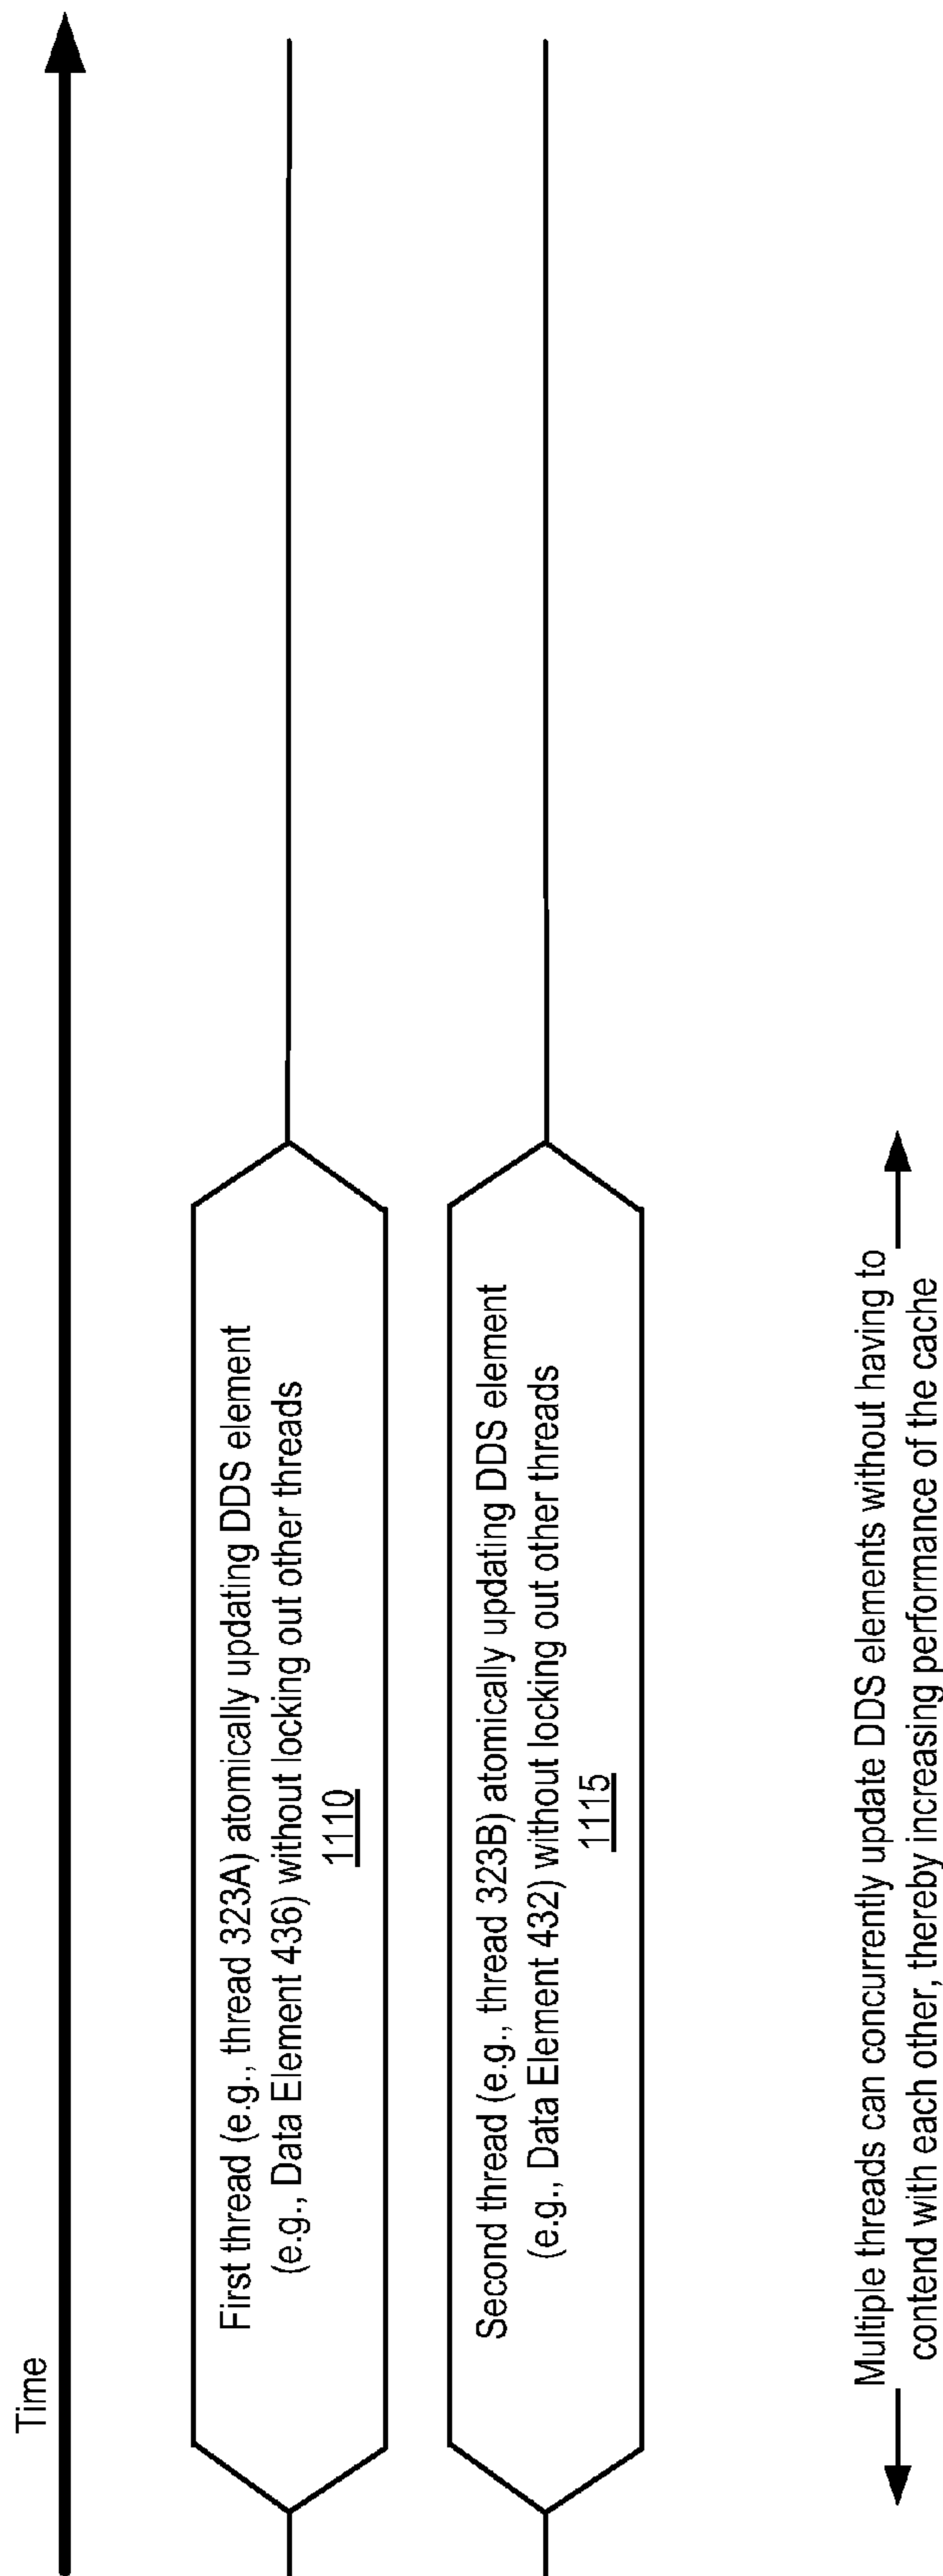 Time
First thread (e.g., thread 323A) atomically updating DDS element
(e.g., Data Element 436) without locking out other threads
1110
Second thread (e.g., thread 323B) atomically updating DDS element
(e.g., Data Element 432) without locking out other threads
1115
Multiple threads can concurrently update DDS elements without having to
contend with each other, thereby increasing performance of the cache